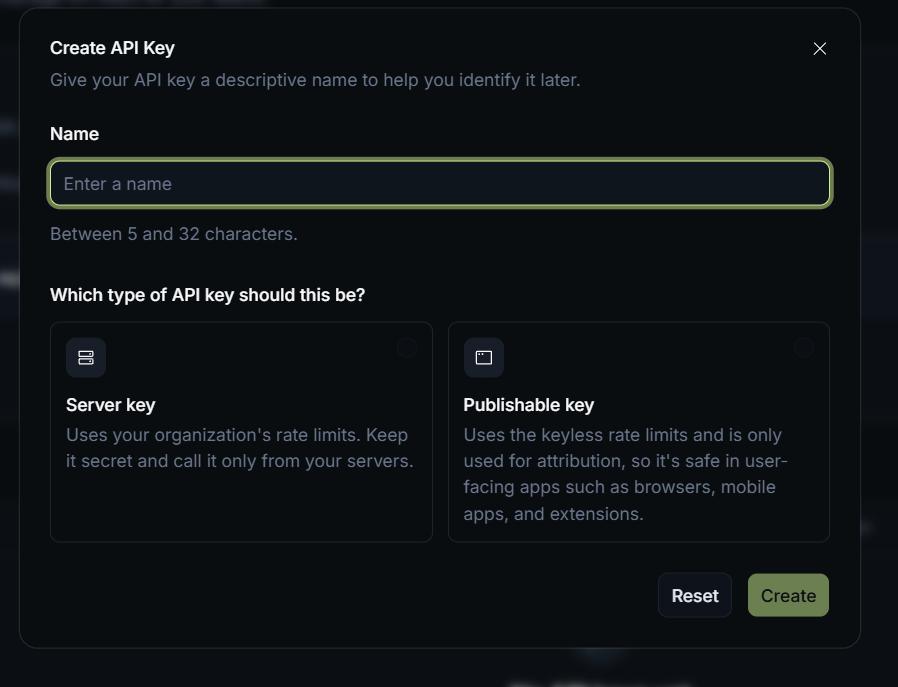 Create API Key
Give your API key a descriptive name to help you identify it later.
Name
Enter a name
Between 5 and 32 characters.
Which type of API key should this be?
Server key
Uses your organization's rate limits. Keep
it secret and call it only from your servers.
Publishable key
Uses the keyless rate limits and is only
used for attribution, so it's safe in user-
facing apps such as browsers, mobile
apps, and extensions.
Reset
Create